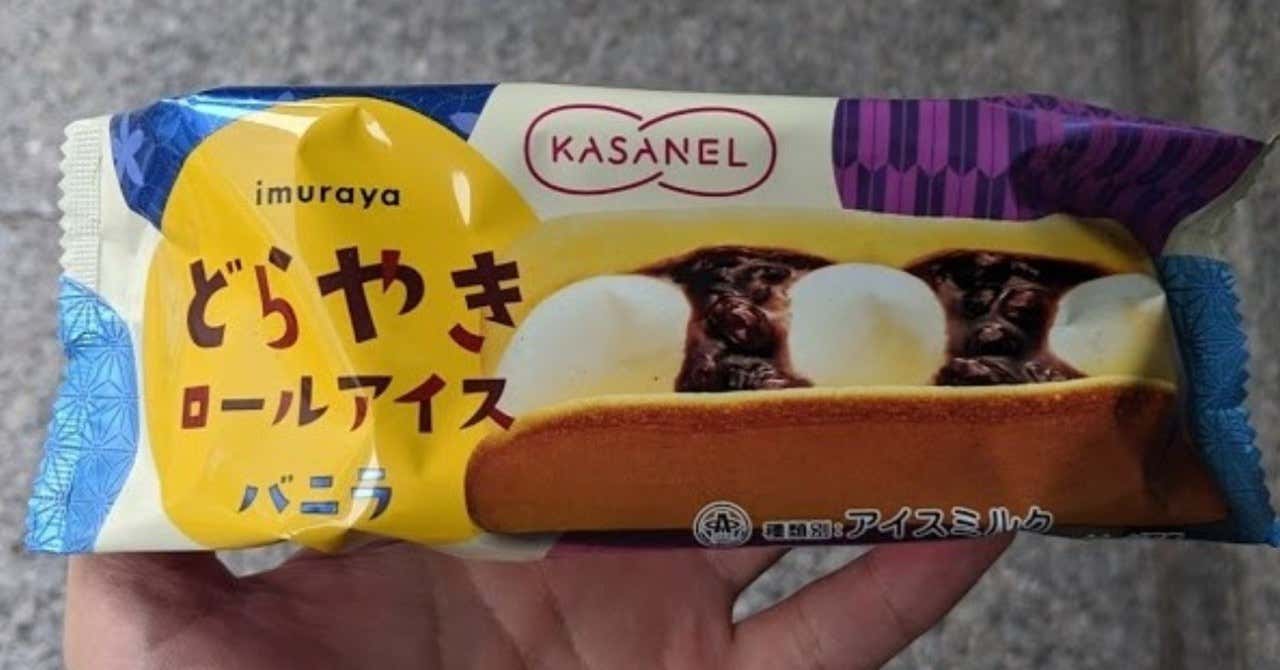 KASANEL
imuraya
どらやき
ロールアイス
バニラ
種類別:アイスミルク